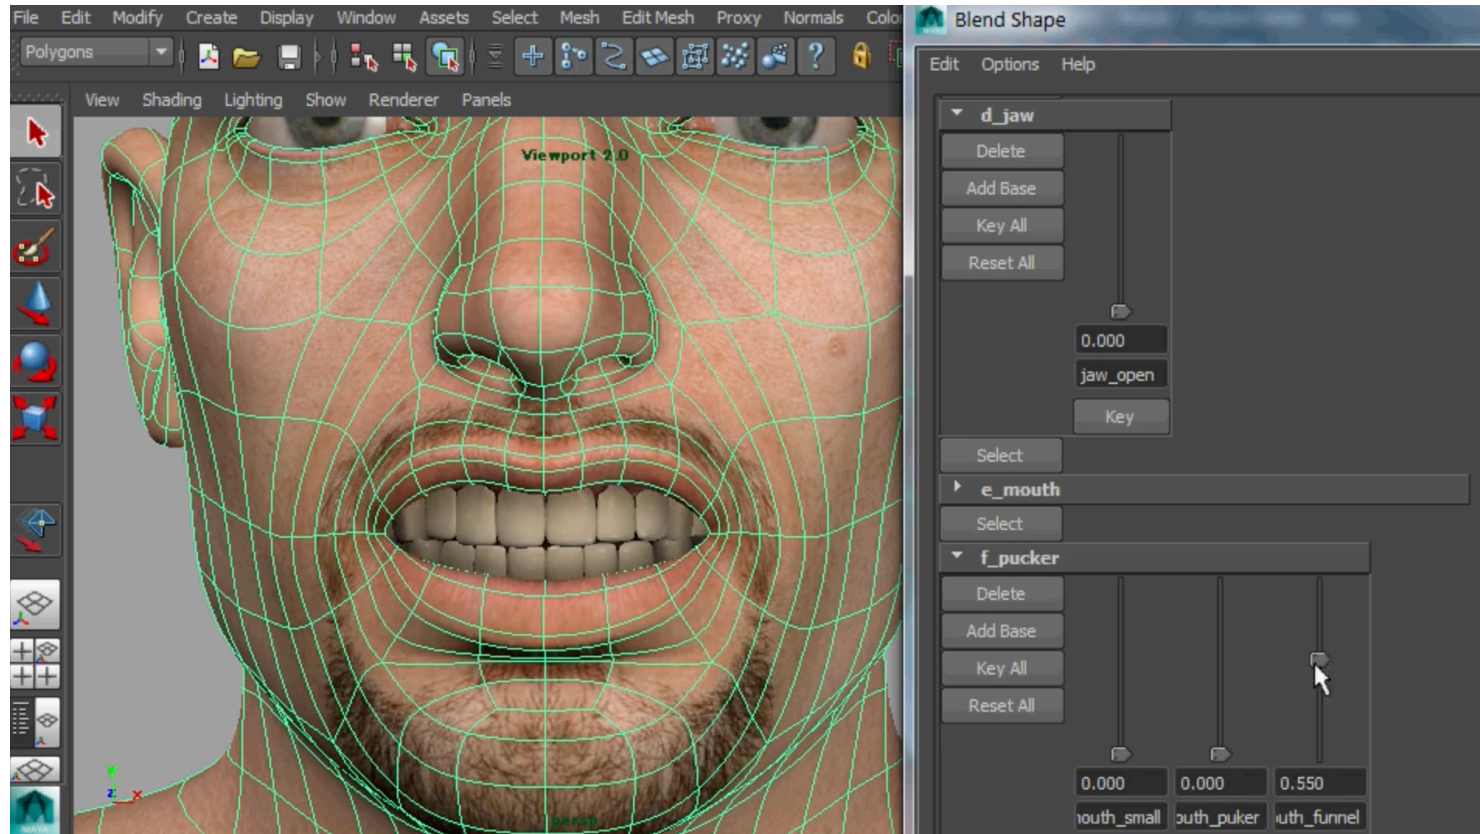 File Edit Modify Create Display Window Assets Select Mesh Edit Mesh Proxy Normals Colo
Polygons
?
View Shading Lighting Show Renderer Panels
Viewport 2.0
persp
z x
Blend Shape
Edit Options Help
d_jaw
Delete
Add Base
Key All
Reset All
0.000
jaw_open
Key
Select
e_mouth
Select
f_pucker
Delete
Add Base
Key All
Reset All
0.000 0.000 0.550
outh_small outh_puker uth_funnel